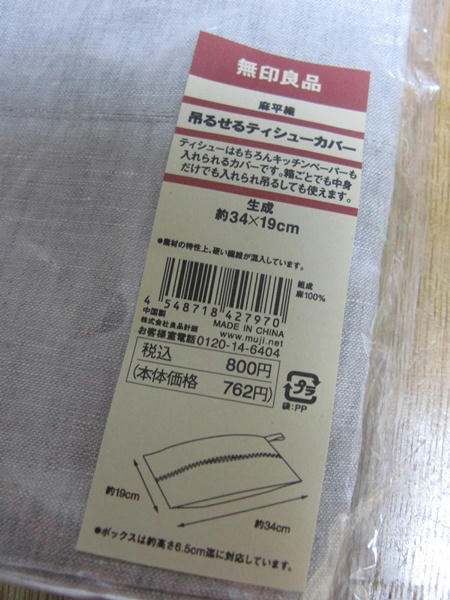 無印良品
麻平織
吊るせるティシューカバー
ティシューはもちろんキッチンペーパーも
入れられるカバーです。箱ごとでも中身
だけでも入れられ吊るしても使えます。
生成
約34×19cm
●素材の特性上、硬い繊維が混入しています。
組成
麻100%
4 548718 427970
中国製 MADE IN CHINA
株式会社良品計画 www.muji.net
お客様室電話0120-14-6404
税込 800円
(本体価格 762円)
プラ
袋:PP
約19cm
約34cm
●ボックスは約高さ6.5cm迄に対応しています。